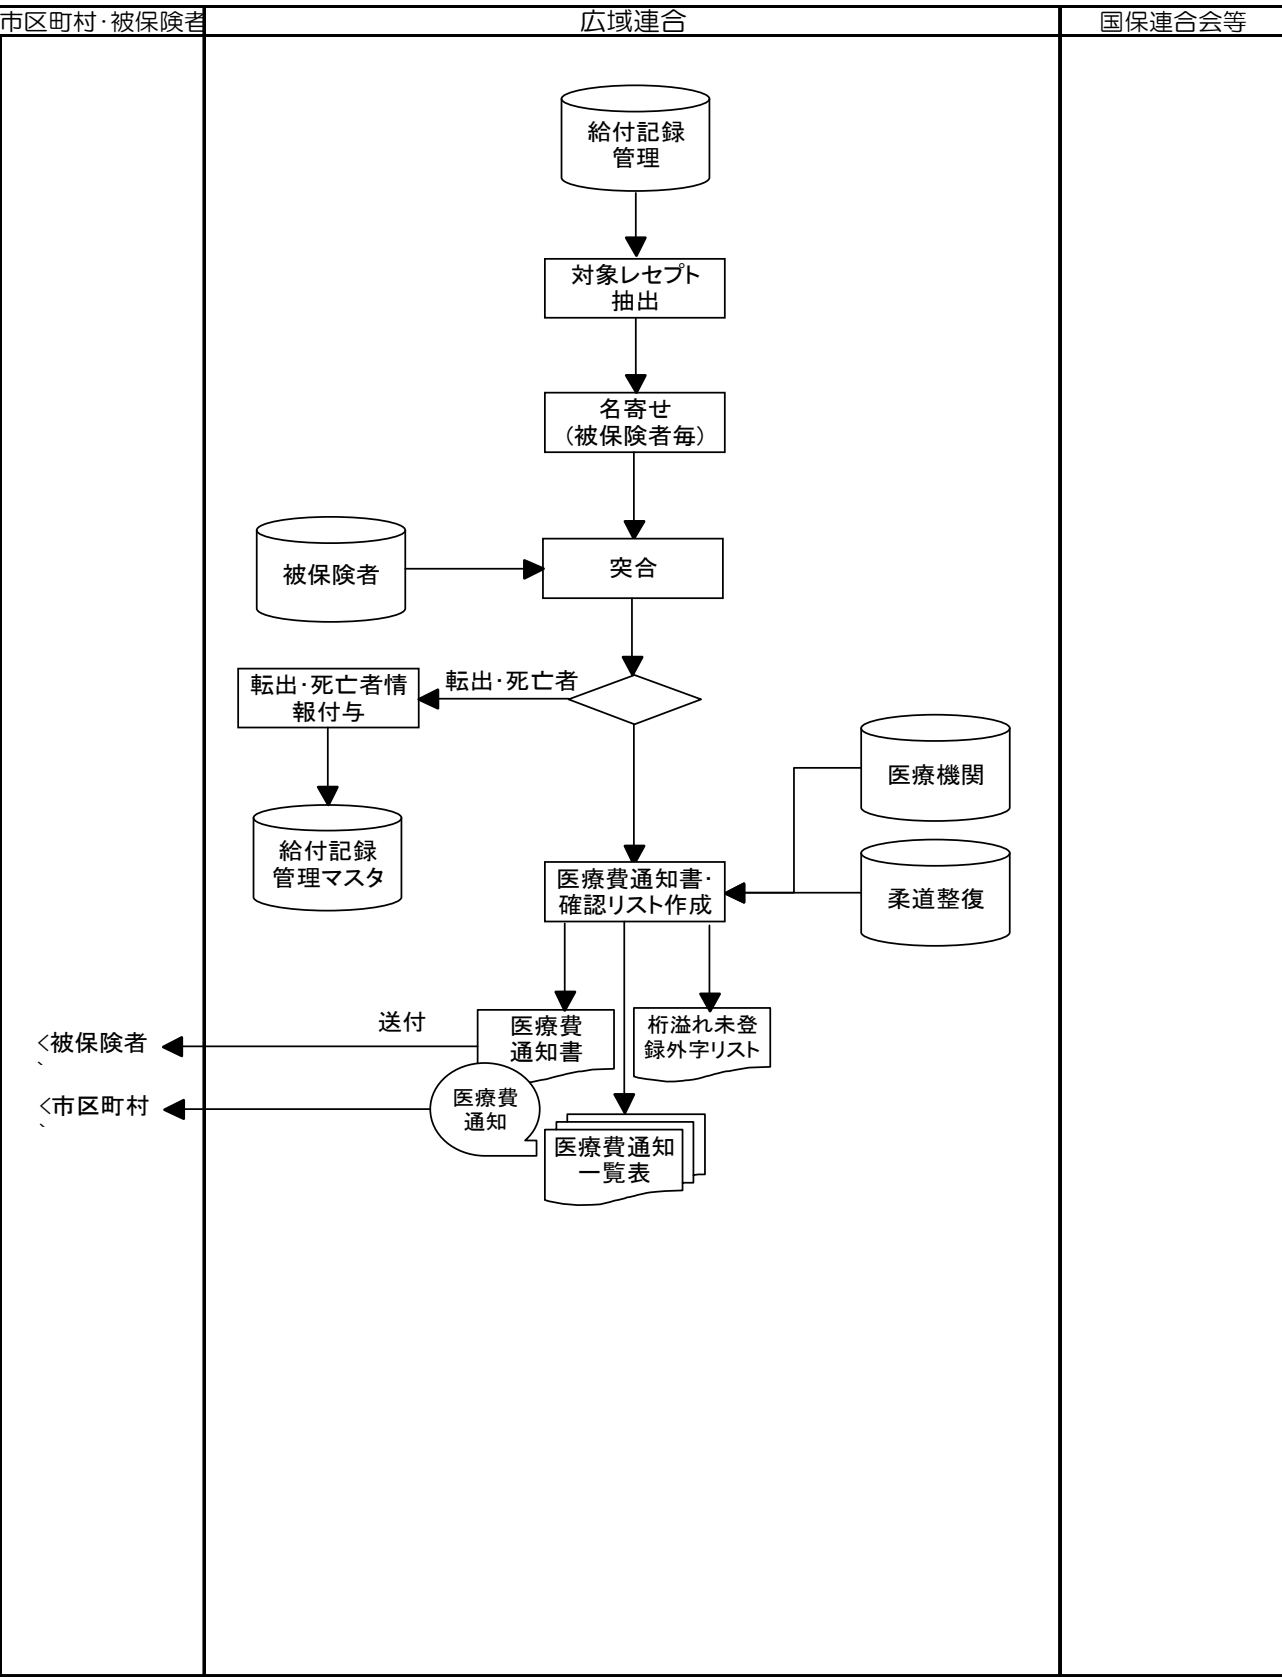 市区町村・被保険者
広域連合
国保連合会等
給付記録
管理
対象レセプト
抽出
名寄せ
（被保険者毎）
被保険者
突合
転出・死亡者情
報付与
転出・死亡者
医療機関
給付記録
管理マスタ
医療費通知書・
確認リスト作成
柔道整復
送付
<被保険者
医療費
通知書
桁溢れ未登
録外字リスト
<市区町村
医療費
通知
医療費通知
一覧表